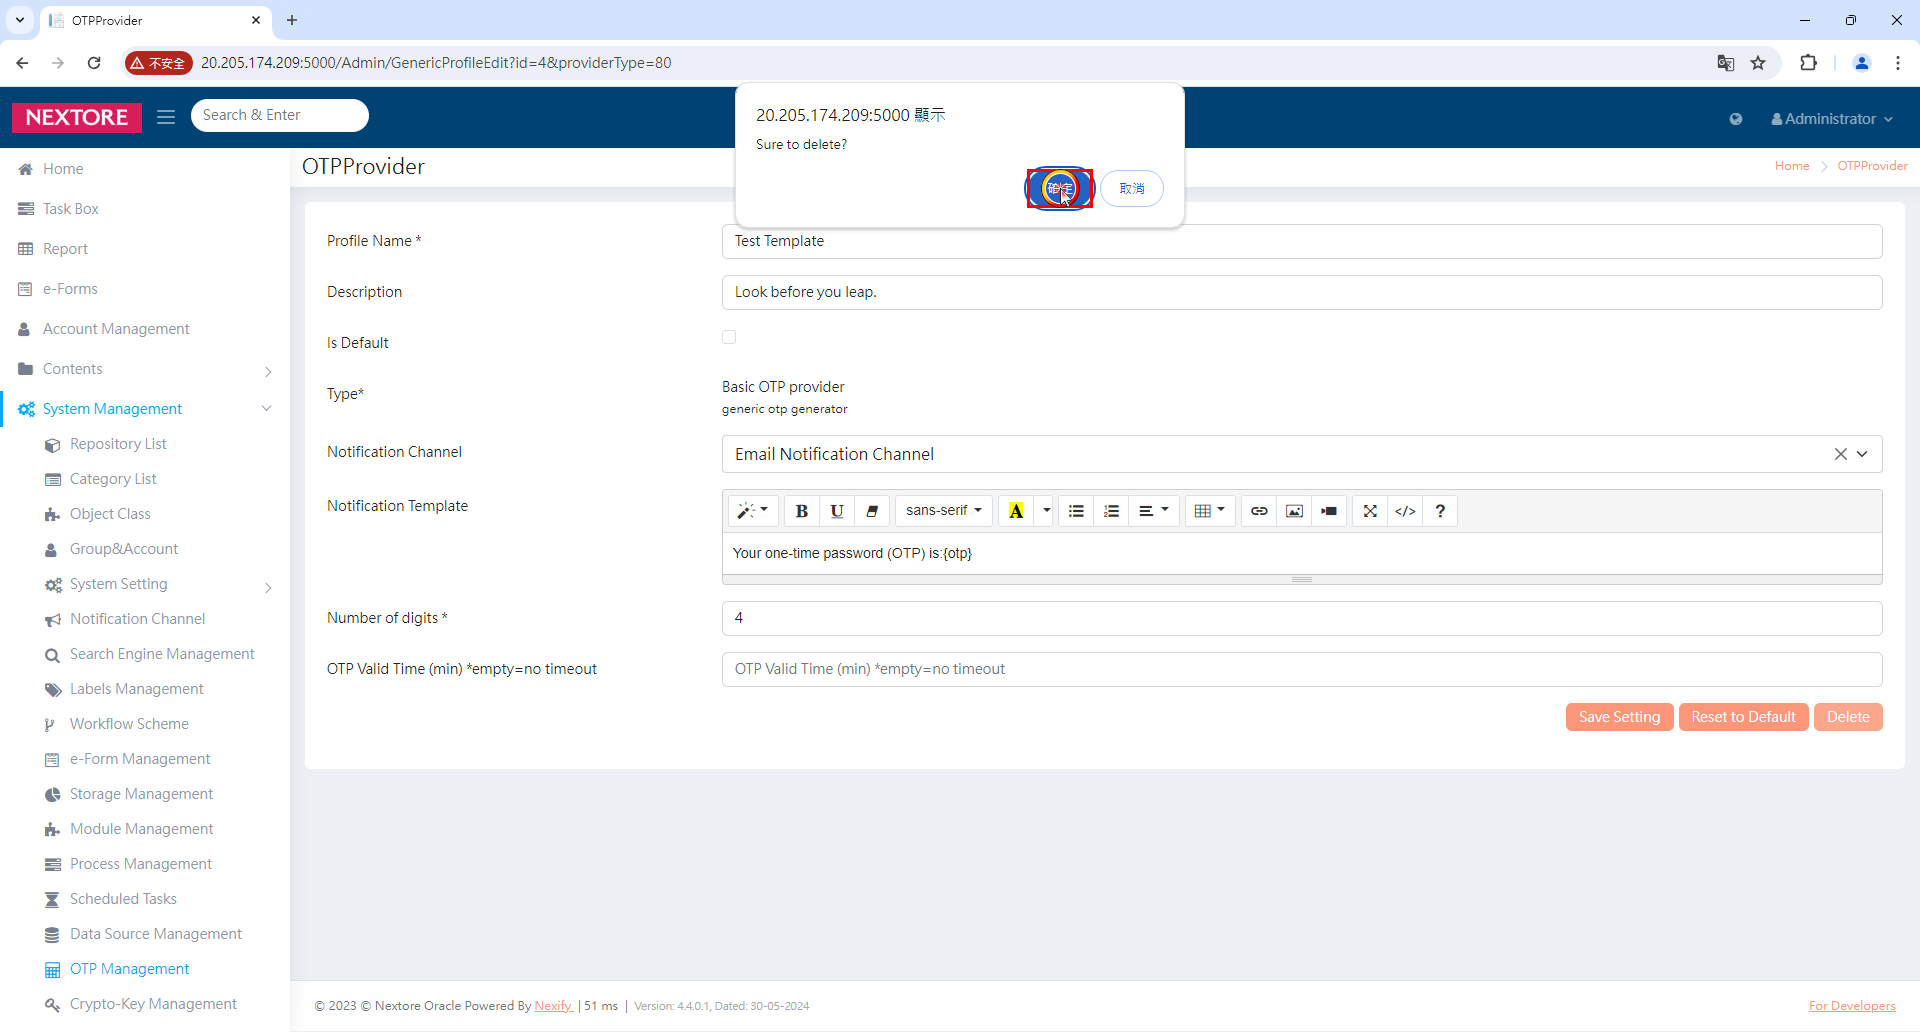 OTPProvider
不安全
20.205.174.209:5000/Admin/GenericProfileEdit?id=4&providerType=80
NEXTORE
Search & Enter
Administrator
20.205.174.209:5000 顯示
Sure to delete?
確定
取消
Home
Task Box
Report
e-Forms
Account Management
Contents
System Management
Repository List
Category List
Object Class
Group&Account
System Setting
Notification Channel
Search Engine Management
Labels Management
Workflow Scheme
e-Form Management
Storage Management
Module Management
Process Management
Scheduled Tasks
Data Source Management
OTP Management
Crypto-Key Management
OTPProvider
Home
OTPProvider
Profile Name *
Test Template
Description
Look before you leap.
Is Default
Type*
Basic OTP provider
generic otp generator
Notification Channel
Email Notification Channel
Notification Template
B U sans-serif A </> ?
Your one-time password (OTP) is:{otp}
Number of digits *
4
OTP Valid Time (min) *empty=no timeout
OTP Valid Time (min) *empty=no timeout
Save Setting
Reset to Default
Delete
© 2023 © Nextore Oracle Powered By Nexify | 51 ms | Version: 4.4.0.1, Dated: 30-05-2024
For Developers